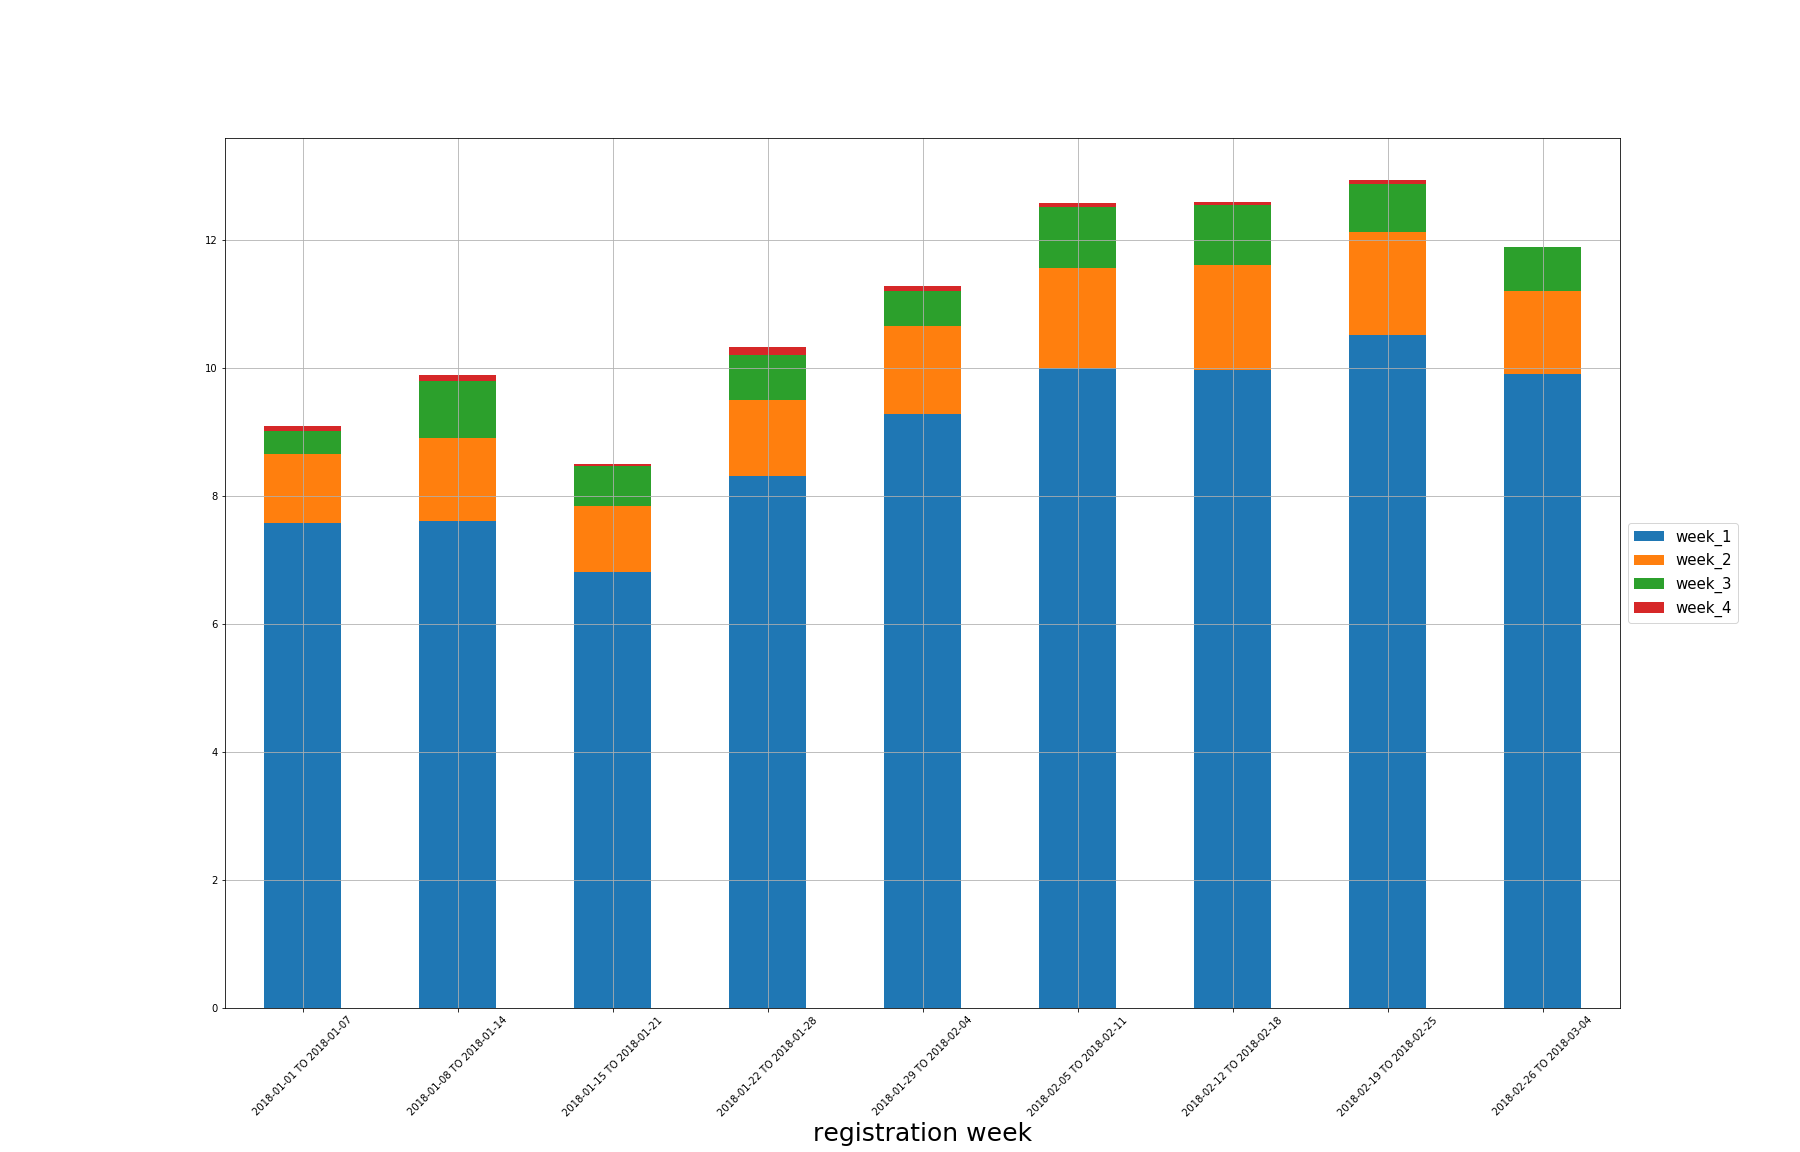 12
10
8
6
4
2
0
week_1
week_2
week_3
week_4
2018-01-01 TO 2018-01-07
2018-01-08 TO 2018-01-14
2018-01-15 TO 2018-01-21
2018-01-22 TO 2018-01-28
2018-01-29 TO 2018-02-04
2018-02-05 TO 2018-02-11
2018-02-12 TO 2018-02-18
2018-02-19 TO 2018-02-25
2018-02-26 TO 2018-03-04
registration week